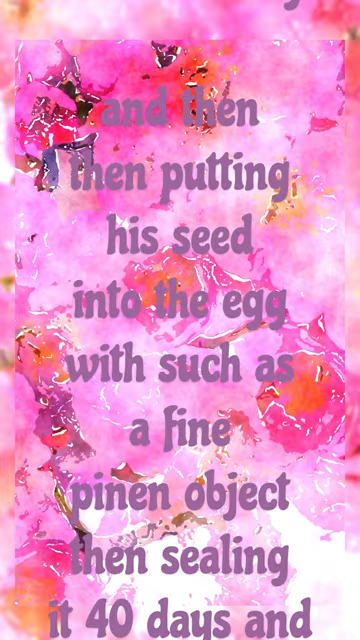 and then
then putting
his seed
into the egg
with such as
a fine
pinen object
then sealing
it 40 days and